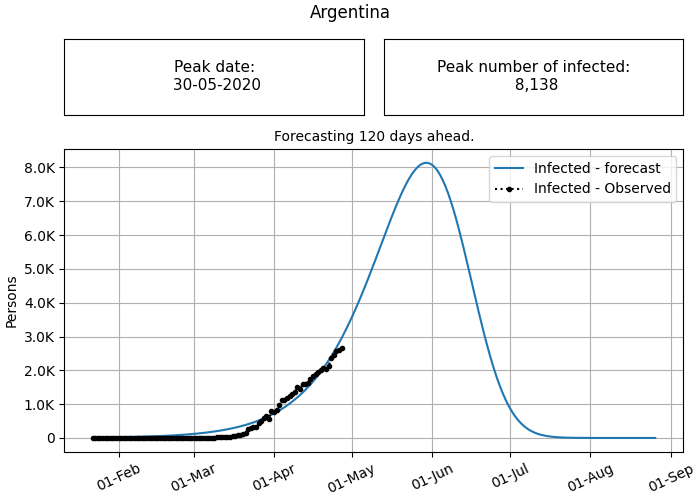 Argentina
Peak date:
30-05-2020
Peak number of infected:
8,138
Forecasting 120 days ahead.
Infected - forecast
Infected - Observed
8.0K
7.0K
6.0K
5.0K
4.0K
3.0K
2.0K
1.0K
0
Persons
01-Feb
01-Mar
01-Apr
01-May
01-Jun
01-Jul
01-Aug
01-Sep